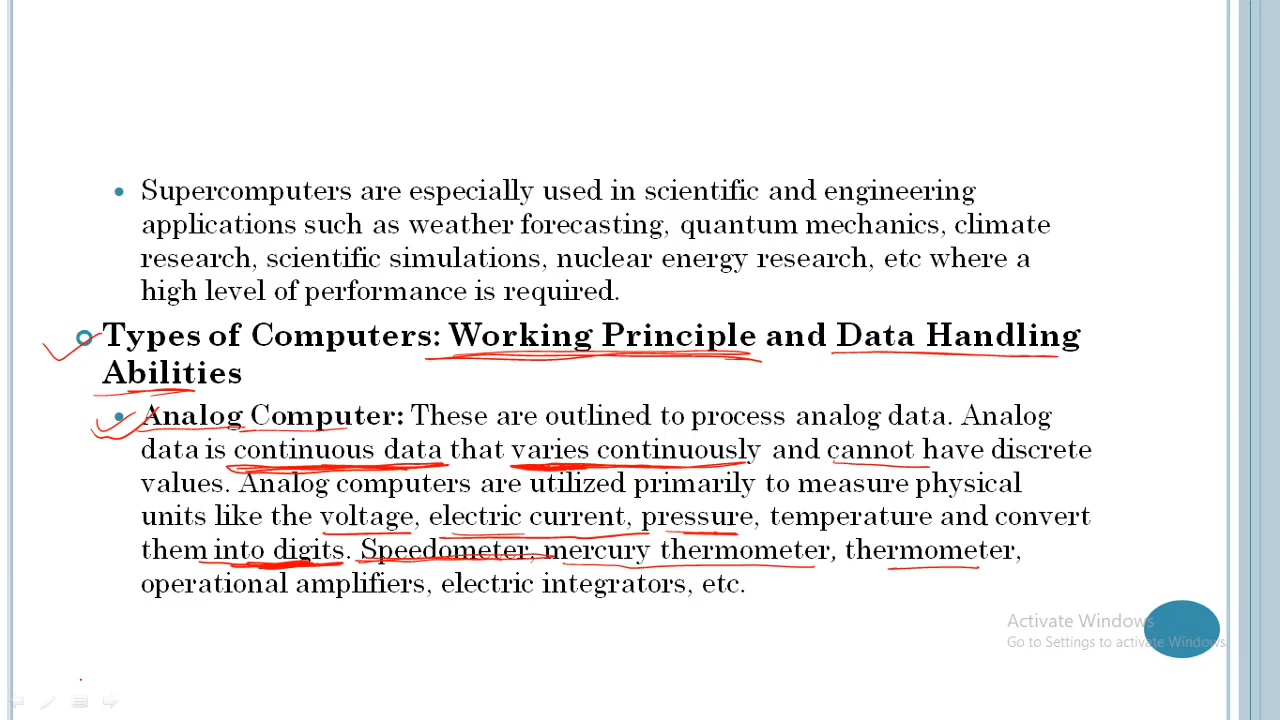 Supercomputers are especially used in scientific and engineering
applications such as weather forecasting, quantum mechanics, climate
research, scientific simulations, nuclear energy research, etc where a
high level of performance is required.
Types of Computers: Working Principle and Data Handling
Abilities
Analog Computer: These are outlined to process analog data. Analog
data is continuous data that varies continuously and cannot have discrete
values. Analog computers are utilized primarily to measure physical
units like the voltage, electric current, pressure, temperature and convert
them into digits. Speedometer, mercury thermometer, thermometer,
operational amplifiers, electric integrators, etc.
Activate Windows
Go to Settings to activate Windows.